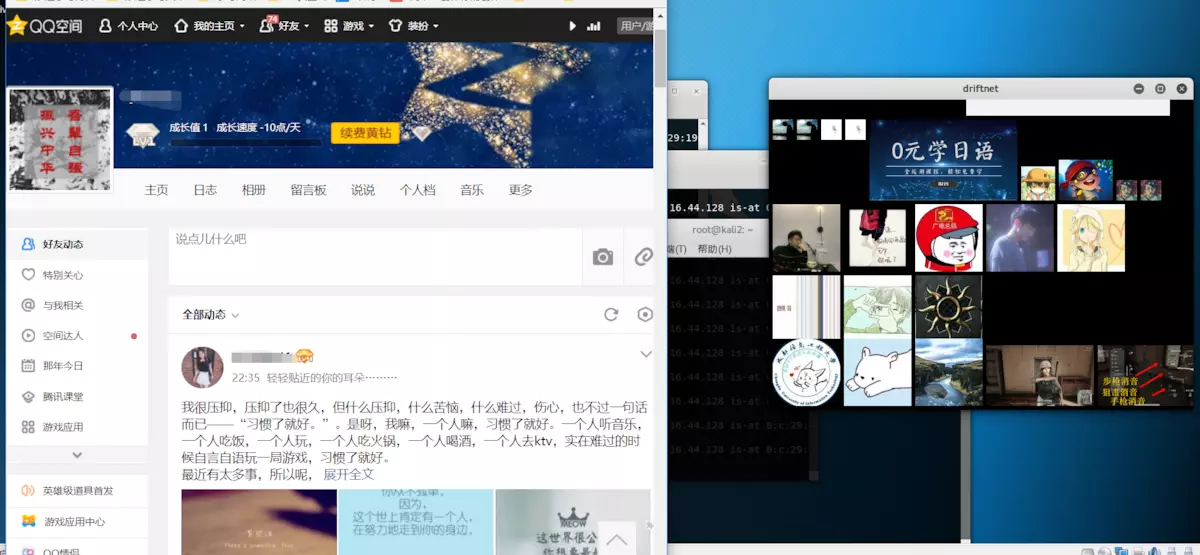 QQ空间 个人中心 我的主页 74 好友 游戏 装扮
用户/游
LV1 成长值 1 成长速度 -10点/天 续费黄钻
吾辈自强
振兴中华
主页 日志 相册 留言板 说说 个人档 音乐 更多
好友动态
特别关心
与我相关
空间达人
那年今日
腾讯课堂
游戏应用
英雄级道具首发
游戏应用中心
QQ情侣
说点儿什么吧
全部动态
22:35 轻轻贴近的你的耳朵---------
我很压抑，压抑了也很久，但什么压抑，什么苦恼，什么难过，伤心，也不过一句话
而已——“习惯了就好。”。是呀，我嘛，一个人嘛，习惯了就好。一个人听音乐，
一个人吃饭，一个人玩，一个人吃火锅，一个人喝酒，一个人去ktv，实在难过的时
候自言自语玩一局游戏，习惯了就好。
最近有太多事，所以呢， 展开全文
因为，
这个世上肯定有一个人，
在努力地走到你的身边。
MEOW
这世界很
29:19
16.44.128 is-at
root@kali2: ~
帮助(H)
16.44.128 is-at
16.44.128 is-at
16.44.128 is-at
16.44.128 is-at
16.44.128 is-at
16.44.128 is-at 0:c:29:
driftnet
0元学日语
广电总局
步枪消音
狙击消音
手枪消音